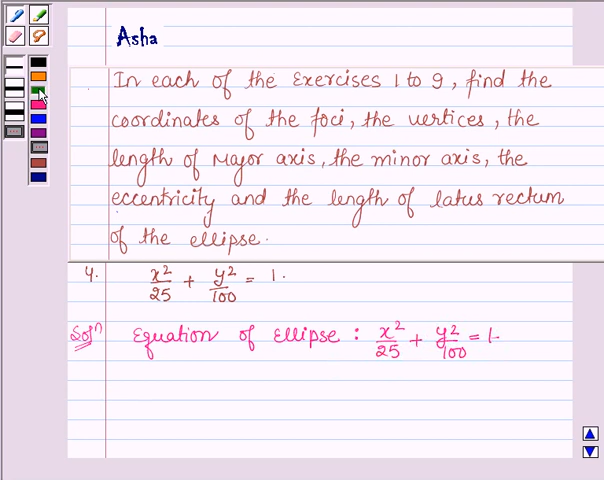 Asha
In each of the Exercises 1 to 9, find the
coordinates of the foci, the vertices, the
length of Major axis, the minor axis, the
eccentricity and the length of latus rectum
of the ellipse.
4. x²/25 + y²/100 = 1.
Solⁿ Equation of Ellipse : x²/25 + y²/100 = 1.